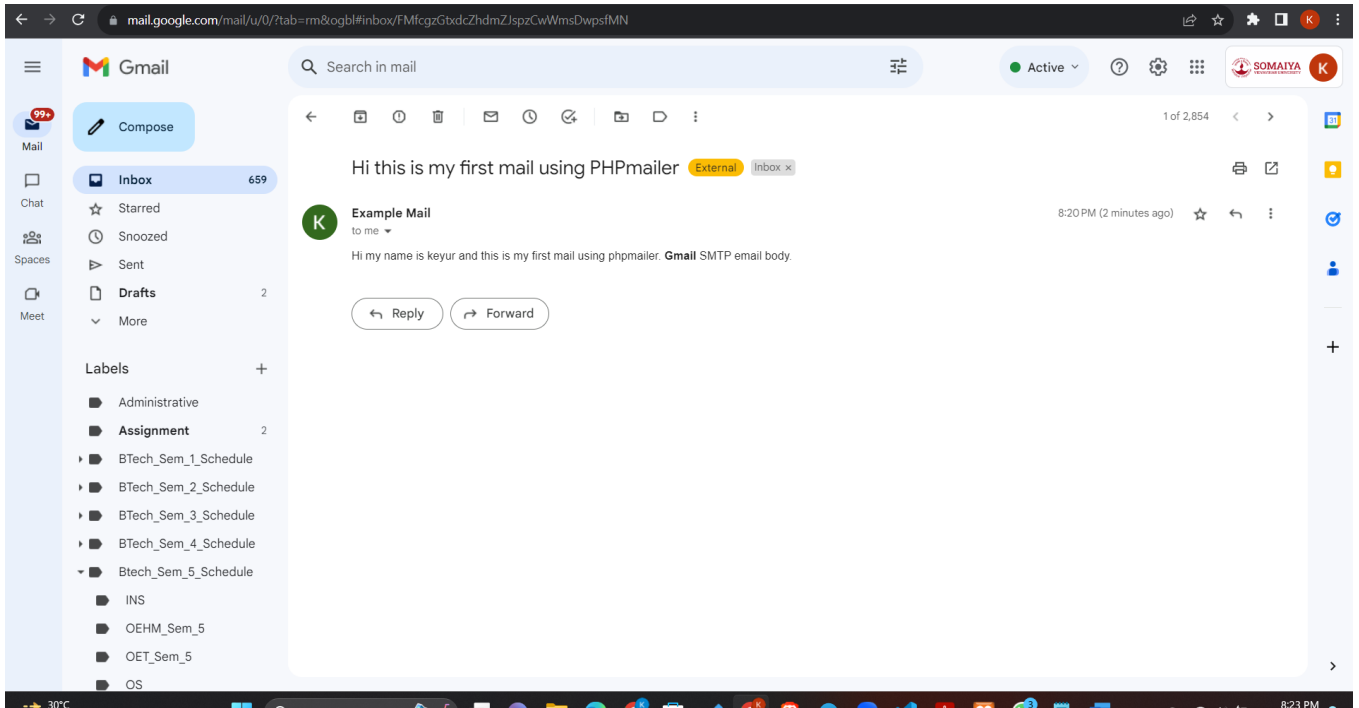 mail.google.com/mail/u/0/?tab=rm&ogbl#inbox/FMfcgzGtxdcZhdmZJspzCwWmsDwpsfMN
K
Gmail
Search in mail
Active
SOMAIYA
K
99+
Mail
Compose
1 of 2,854
31
Hi this is my first mail using PHPmailer External Inbox ×
Inbox 659
Chat
Starred
K
Example Mail
8:20 PM (2 minutes ago)
to me
Snoozed
Spaces
Hi my name is keyur and this is my first mail using phpmailer. Gmail SMTP email body.
Sent
Drafts 2
Meet
Reply
Forward
More
Labels
Administrative
Assignment 2
BTech_Sem_1_Schedule
BTech_Sem_2_Schedule
BTech_Sem_3_Schedule
BTech_Sem_4_Schedule
Btech_Sem_5_Schedule
INS
OEHM_Sem_5
OET_Sem_5
OS
30°C
8:23 PM